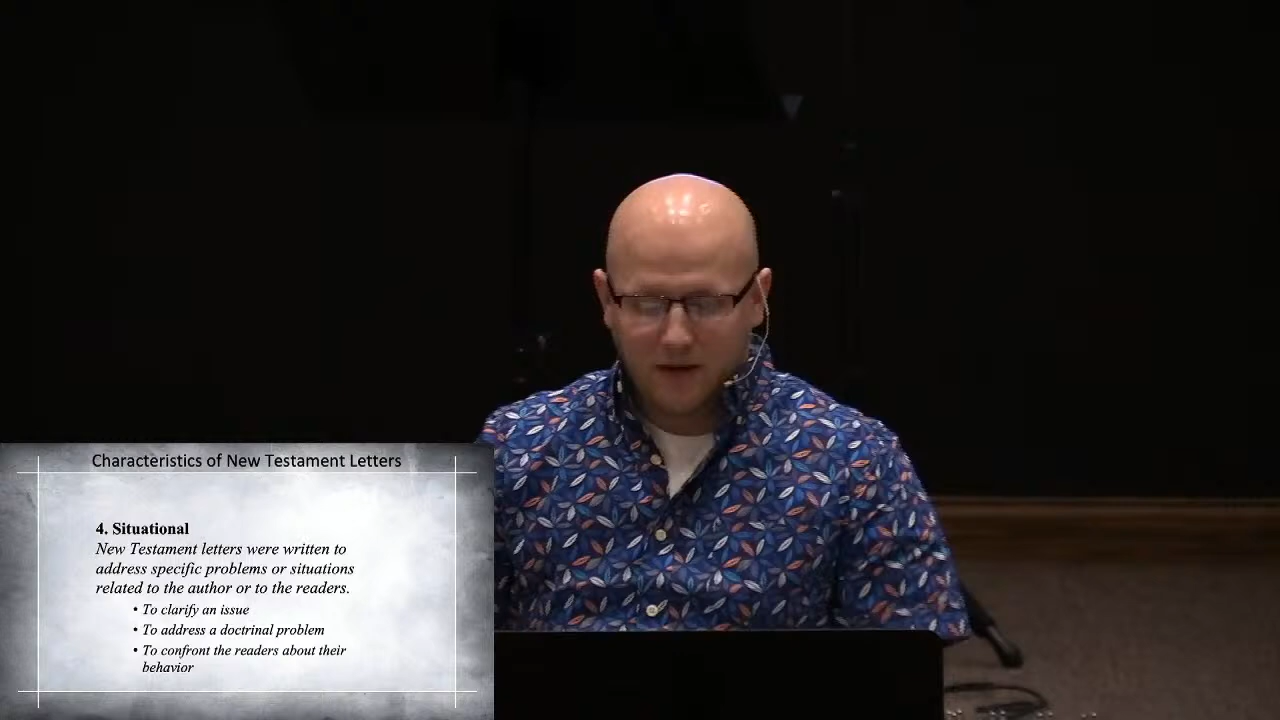 Characteristics of New Testament Letters
4. Situational
New Testament letters were written to
address specific problems or situations
related to the author or to the readers.
• To clarify an issue
• To address a doctrinal problem
• To confront the readers about their
behavior